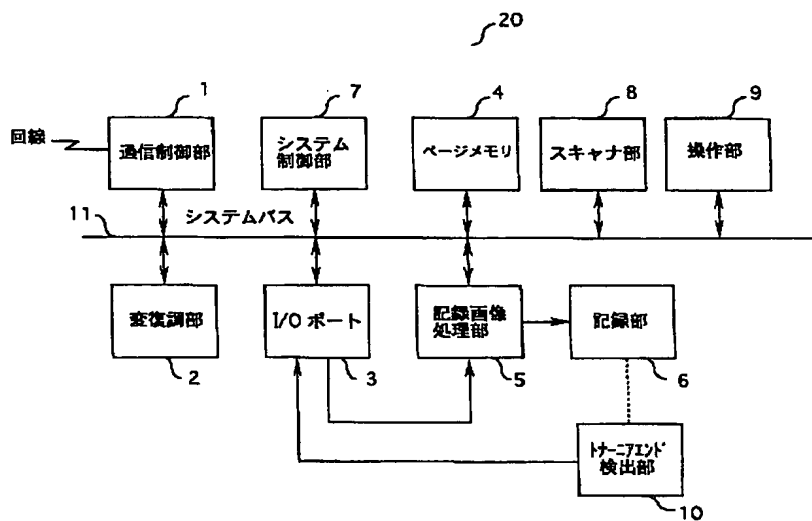 20
1
7
4
8
9
回線
通信制御部
システム
制御部
ページメモリ
スキャナ部
操作部
11
システムバス
変復調部
I/O ポート
記録画像
処理部
記録部
2
3
5
6
トナーニアエンド
検出部
10